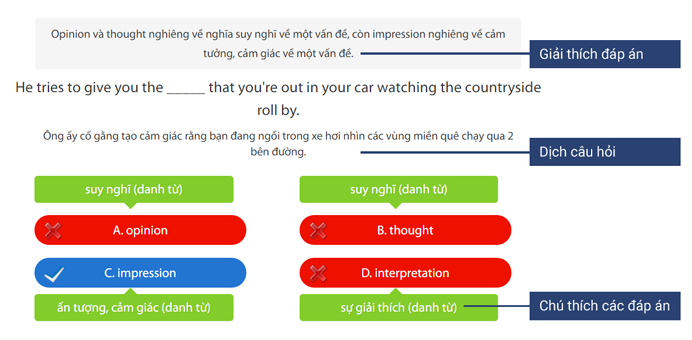 Opinion và thought nghiêng về nghĩa suy nghĩ về một vấn đề, còn impression nghiêng về cảm
tưởng, cảm giác về một vấn đề.
Giải thích đáp án
He tries to give you the _____ that you're out in your car watching the countryside
roll by.
Ông ấy cố gằng tạo cảm giác rằng bạn đang ngồi trong xe hơi nhìn các vùng miền quê chạy qua 2
bên đường.
Dịch câu hỏi
suy nghĩ (danh từ)
suy nghĩ (danh từ)
A. opinion
B. thought
C. impression
D. interpretation
ấn tượng, cảm giác (danh từ)
sự giải thích (danh từ)
Chú thích các đáp án